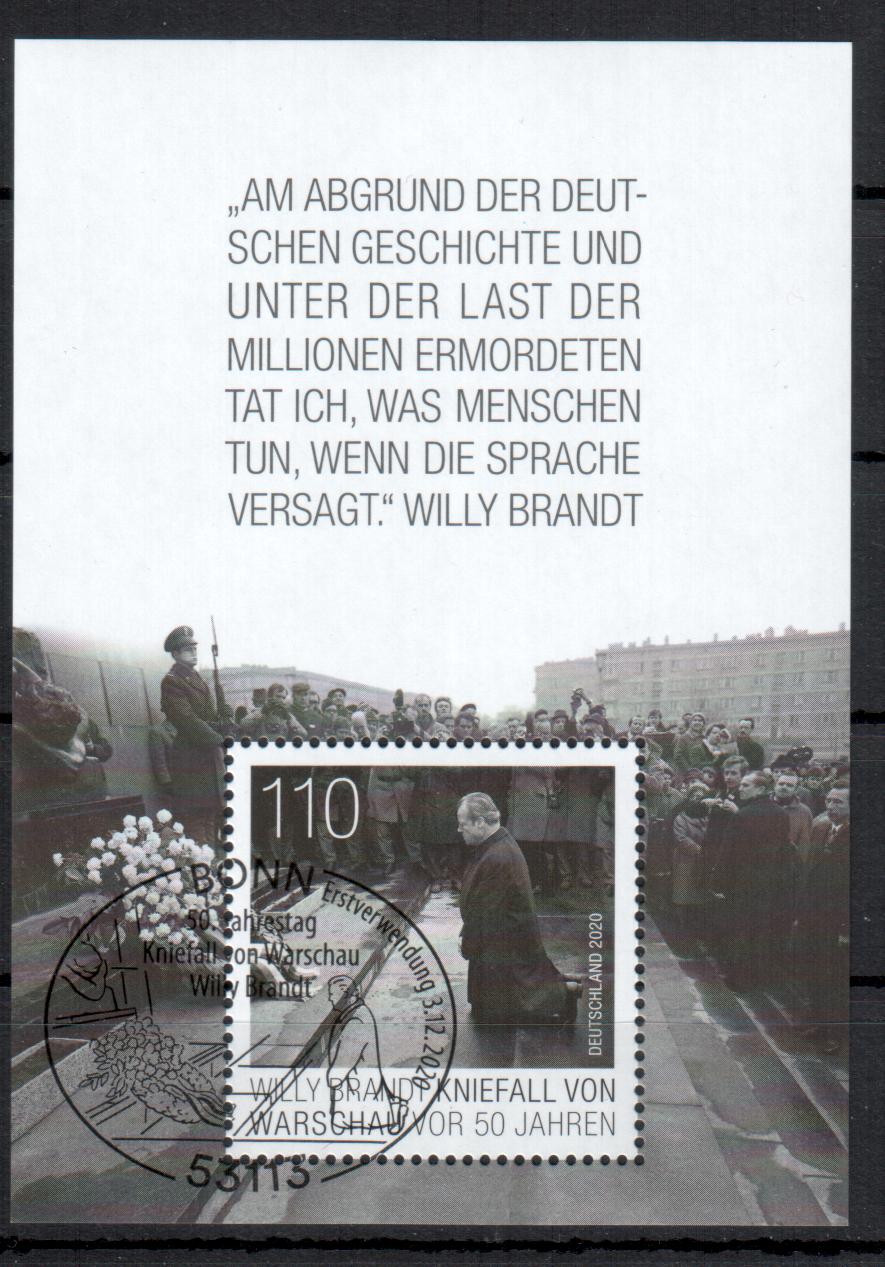 „AM ABGRUND DER DEUT-
SCHEN GESCHICHTE UND
UNTER DER LAST DER
MILLIONEN ERMORDETEN
TAT ICH, WAS MENSCHEN
TUN, WENN DIE SPRACHE
VERSAGT.“ WILLY BRANDT
110
DEUTSCHLAND 2020
WILLY BRANDT KNIEFALL VON
WARSCHAU VOR 50 JAHREN
BONN
Erstverwendung 3.12.2020
50. Jahrestag
Kniefall von Warschau
Willy Brandt
53113